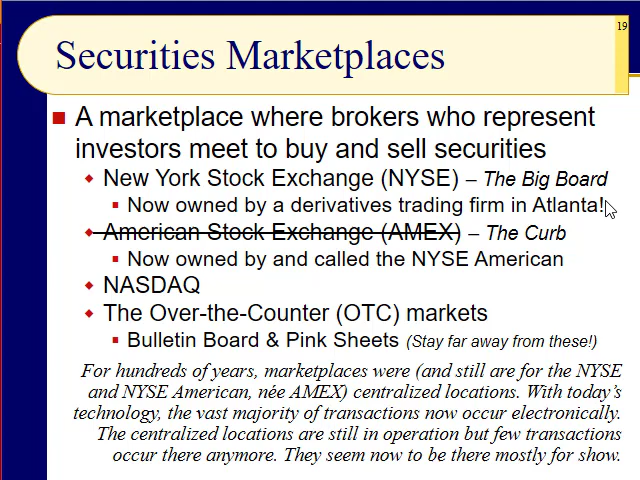 19
Securities Marketplaces
A marketplace where brokers who represent
investors meet to buy and sell securities
New York Stock Exchange (NYSE) – The Big Board
Now owned by a derivatives trading firm in Atlanta!
American Stock Exchange (AMEX) – The Curb
Now owned by and called the NYSE American
NASDAQ
The Over-the-Counter (OTC) markets
Bulletin Board & Pink Sheets (Stay far away from these!)
For hundreds of years, marketplaces were (and still are for the NYSE
and NYSE American, née AMEX) centralized locations. With today’s
technology, the vast majority of transactions now occur electronically.
The centralized locations are still in operation but few transactions
occur there anymore. They seem now to be there mostly for show.